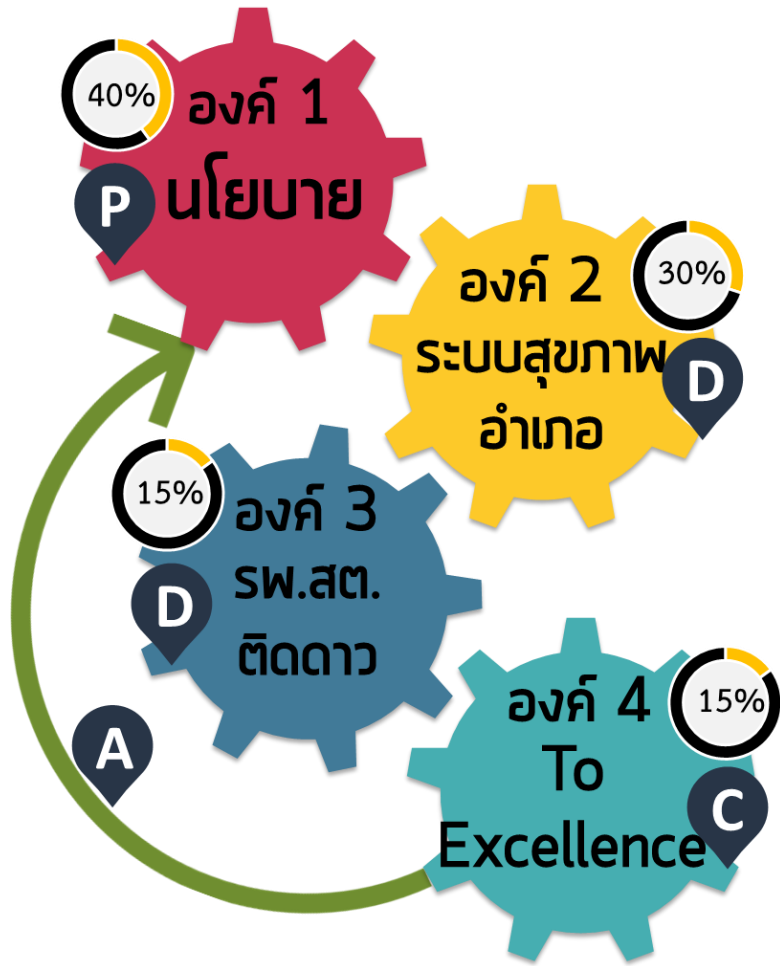 40%
องค์ 1
นโยบาย
P
องค์ 2
30%
ระบบสุขภาพ
อำเภอ
D
15%
องค์ 3
รพ.สต.
ติดดาว
D
A
องค์ 4
15%
To
Excellence
C